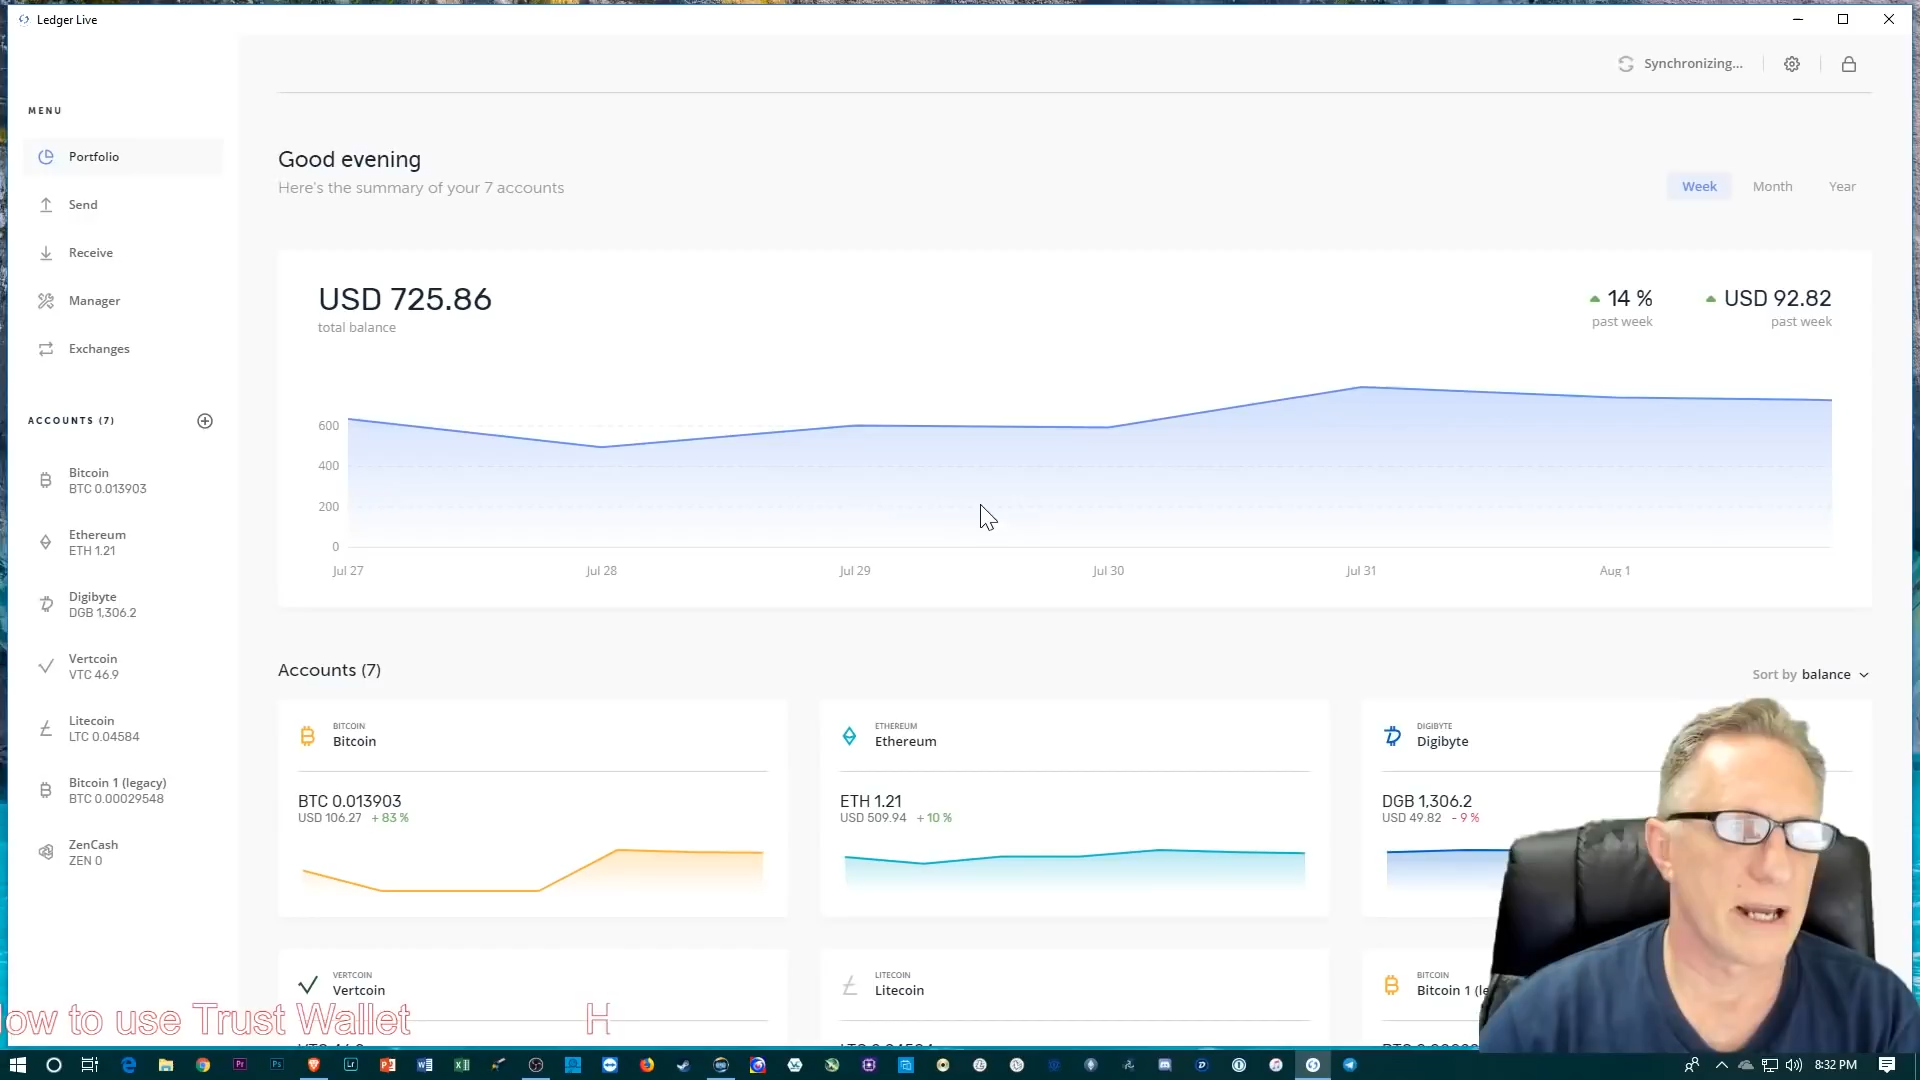 Ledger Live
Synchronizing...
MENU
Portfolio
Send
Receive
Manager
Exchanges
ACCOUNTS (7)
Bitcoin
BTC 0.013903
Ethereum
ETH 1.21
Digibyte
DGB 1,306.2
Vertcoin
VTC 46.9
Litecoin
LTC 0.04584
Bitcoin 1 (legacy)
BTC 0.00029548
ZenCash
ZEN 0
Good evening
Here's the summary of your 7 accounts
Week Month Year
USD 725.86
total balance
14 %
past week
USD 92.82
past week
600
400
200
0
Jul 27 Jul 28 Jul 29 Jul 30 Jul 31 Aug 1
Accounts (7)
Sort by balance
BITCOIN
Bitcoin
BTC 0.013903
USD 106.27 + 83 %
ETHEREUM
Ethereum
ETH 1.21
USD 509.94 + 10 %
DIGIBYTE
Digibyte
DGB 1,306.2
USD 49.82 - 9 %
VERTCOIN
Vertcoin
LITECOIN
Litecoin
BITCOIN
Bitcoin 1 (le
ow to use Trust Wallet H
8:32 PM